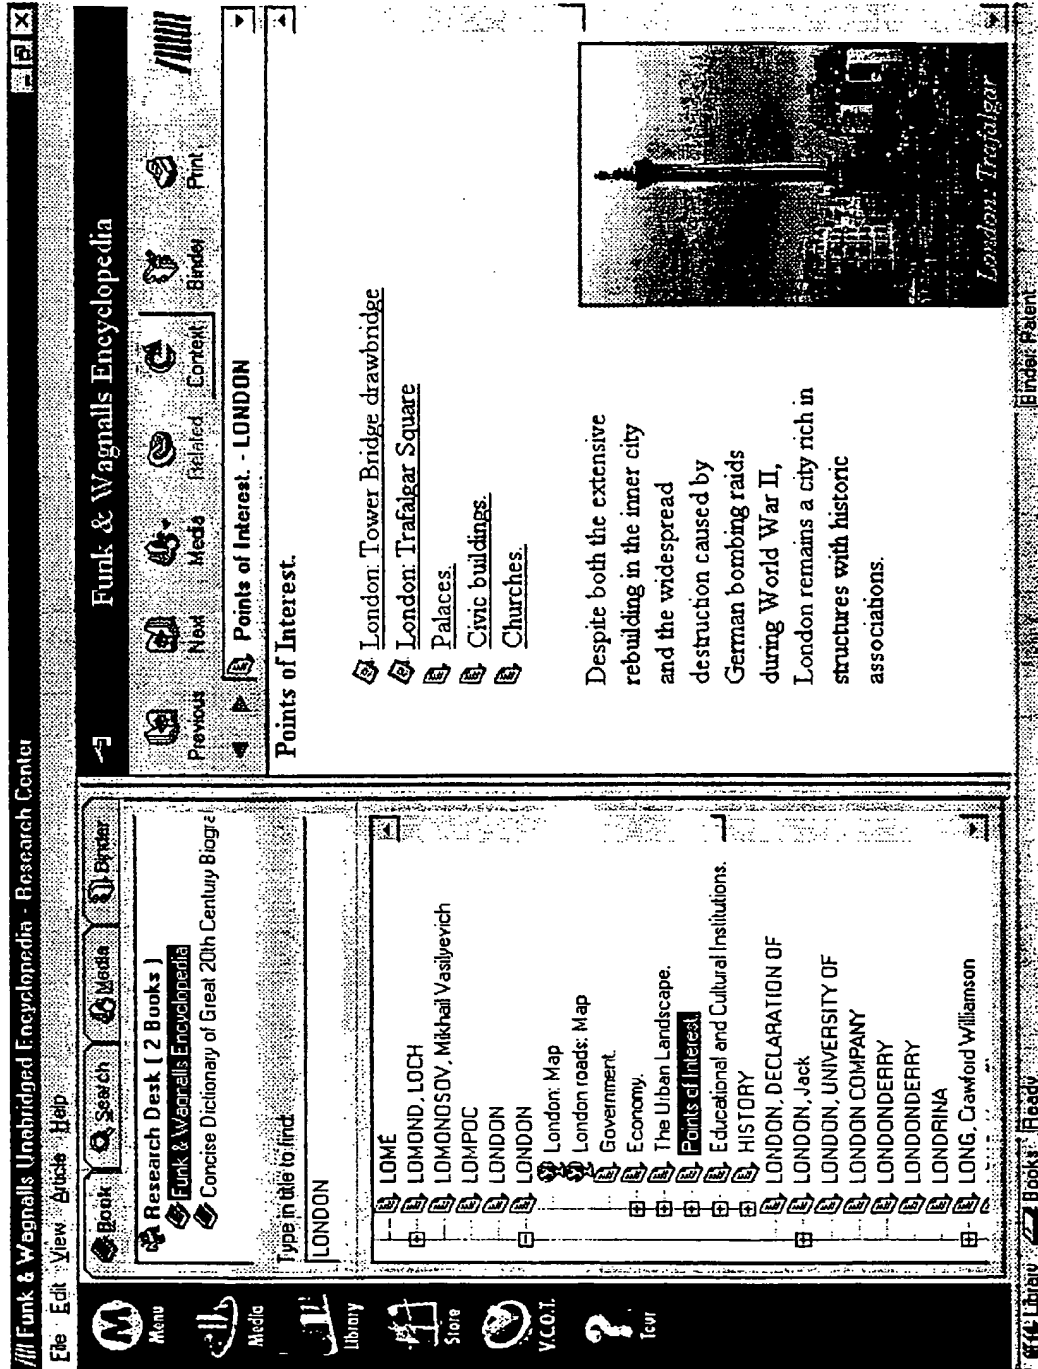 Funk & Wagnalls Unabridged Encyclopedia - Research Center
File Edit View Article Help
Menu
Media
Library
Store
V.C.O.T.
Tour
Book Search Media Binder
Research Desk [ 2 Books ]
Funk & Wagnalls Encyclopedia
Concise Dictionary of Great 20th Century Biogra
Type in title to find:
LONDON
LOMÉ
LOMOND, LOCH
LOMONOSOV, Mikhail Vasilyevich
LOMPOC
LONDON
LONDON
London: Map
London roads: Map
Government.
Economy.
The Urban Landscape.
Points of Interest.
Educational and Cultural Institutions.
HISTORY
LONDON, DECLARATION OF
LONDON, Jack
LONDON, UNIVERSITY OF
LONDON COMPANY
LONDONDERRY
LONDONDERRY
LONDRINA
LONG, Crawford Williamson
Funk & Wagnalls Encyclopedia
Previous Next Media Related Context Binder Print
Points of Interest. - LONDON
Points of Interest.
London: Tower Bridge drawbridge
London: Trafalgar Square
Palaces.
Civic buildings.
Churches.
Despite both the extensive
rebuilding in the inner city
and the widespread
destruction caused by
German bombing raids
during World War II,
London remains a city rich in
structures with historic
associations.
London: Trafalgar
Library Books Ready
Binder: Patent